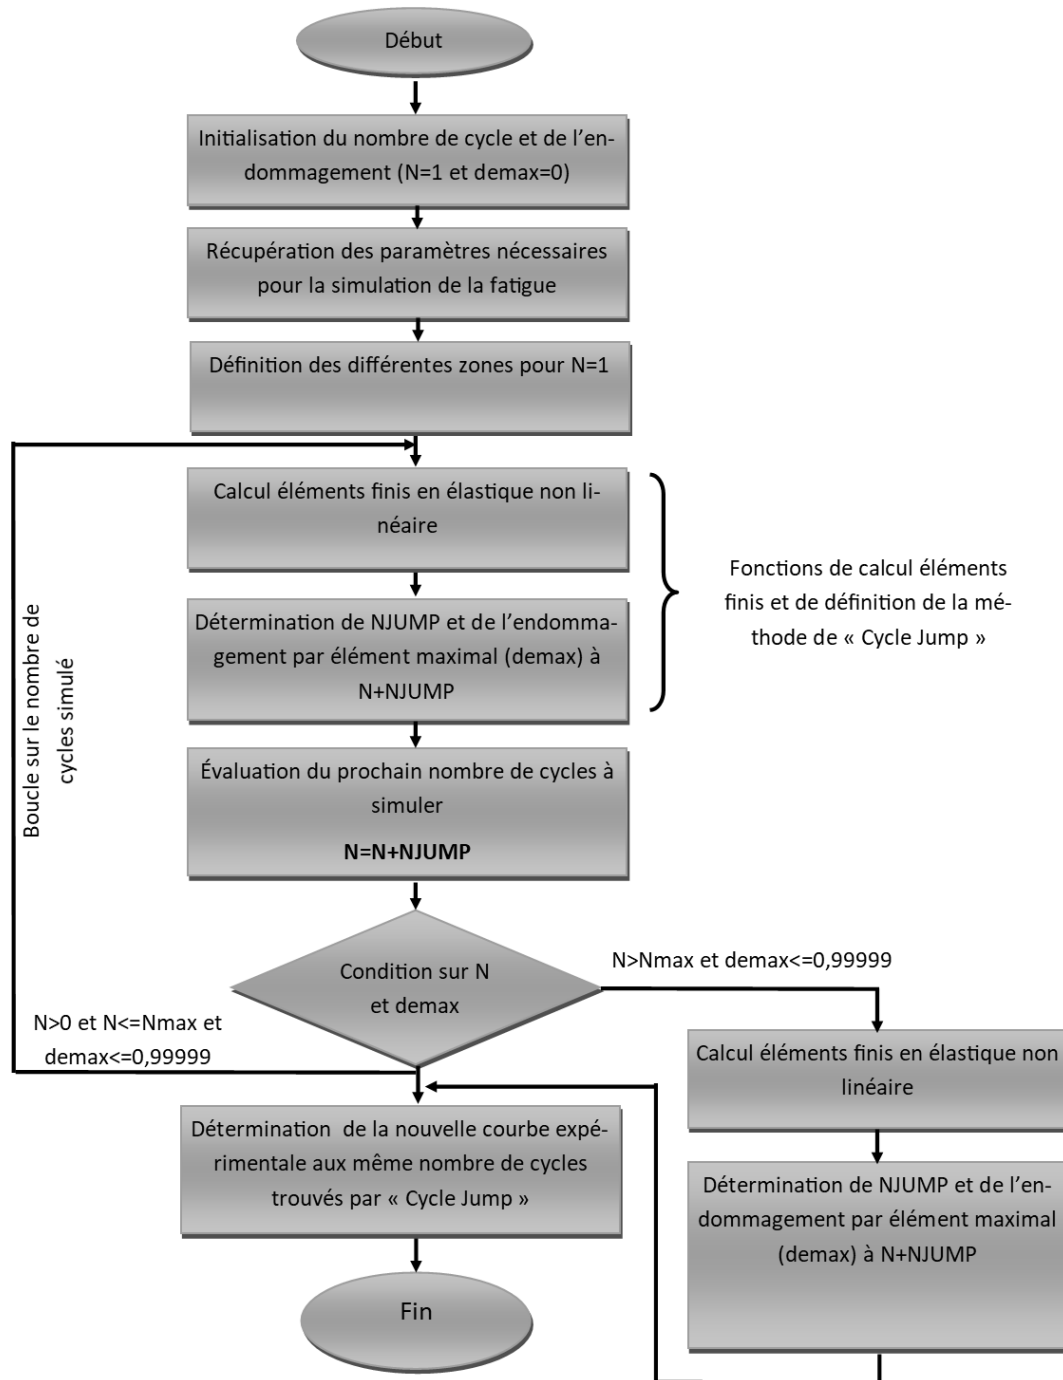 Début
Initialisation du nombre de cycle et de l'en-
dommagement (N=1 et demax=0)
Récupération des paramètres nécessaires
pour la simulation de la fatigue
Définition des différentes zones pour N=1
Calcul éléments finis en élastique non li-
néaire
Détermination de NJUMP et de l'endomma-
gement par élément maximal (demax) à
N+NJUMP
Fonctions de calcul éléments
finis et de définition de la mé-
thode de « Cycle Jump »
Boucle sur le nombre de
cycles simulé
Évaluation du prochain nombre de cycles à
simuler
N=N+NJUMP
Condition sur N
et demax
N>Nmax et demax<=0,99999
N>0 et N<=Nmax et
demax<=0,99999
Calcul éléments finis en élastique non
linéaire
Détermination de NJUMP et de l'en-
dommagement par élément maximal
(demax) à N+NJUMP
Détermination de la nouvelle courbe expé-
rimentale aux même nombre de cycles
trouvés par « Cycle Jump »
Fin